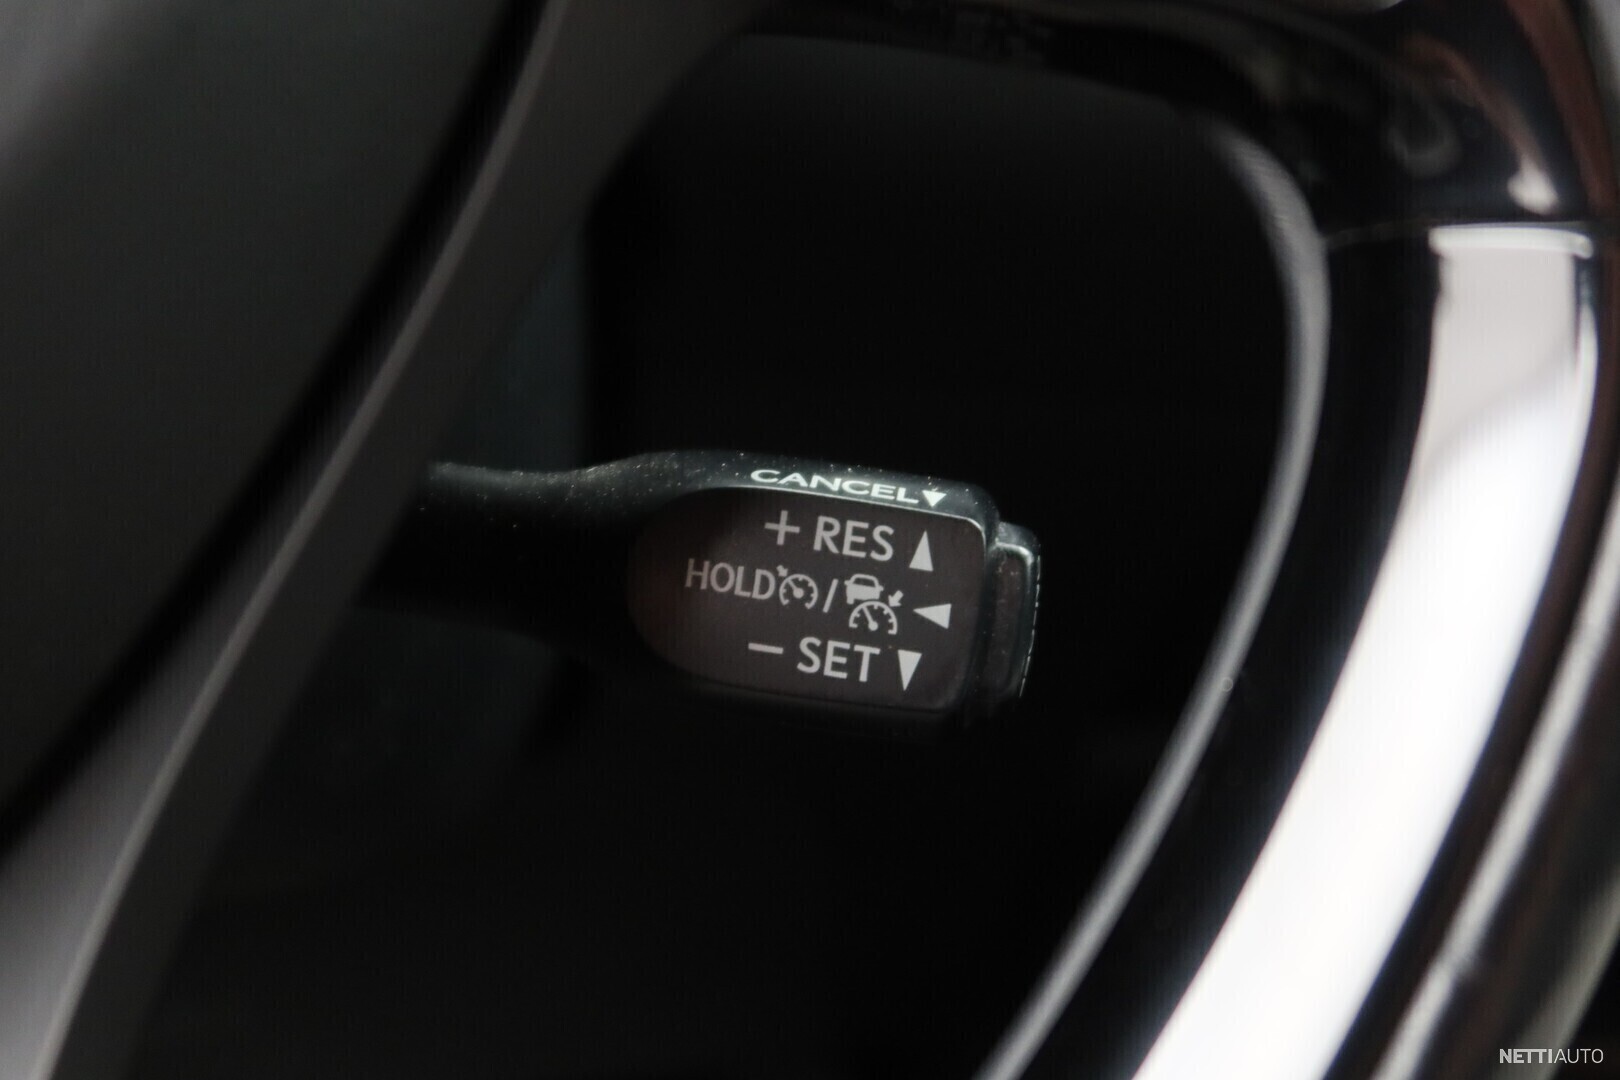 CANCEL▼
+ RES ▲
HOLD / ◀
− SET ▼
NETTIAUTO